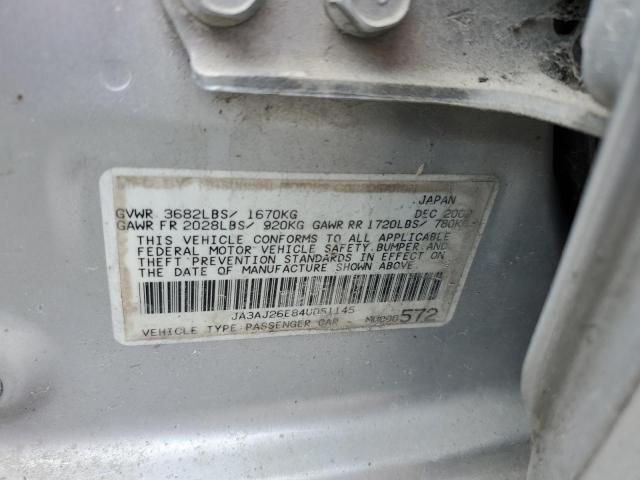 JAPAN
GVWR 3682LBS/ 1670KG DEC
GAWR FR 2028LBS/ 920KG GAWR RR 1720LBS/ 780KG
THIS VEHICLE CONFORMS TO ALL APPLICABLE
FEDERAL MOTOR VEHICLE SAFETY, BUMPER, AND
THEFT PREVENTION STANDARDS IN EFFECT ON
THE DATE OF MANUFACTURE SHOWN ABOVE.
JA3AJ26E84U051145
VEHICLE TYPE PASSENGER CAR 572